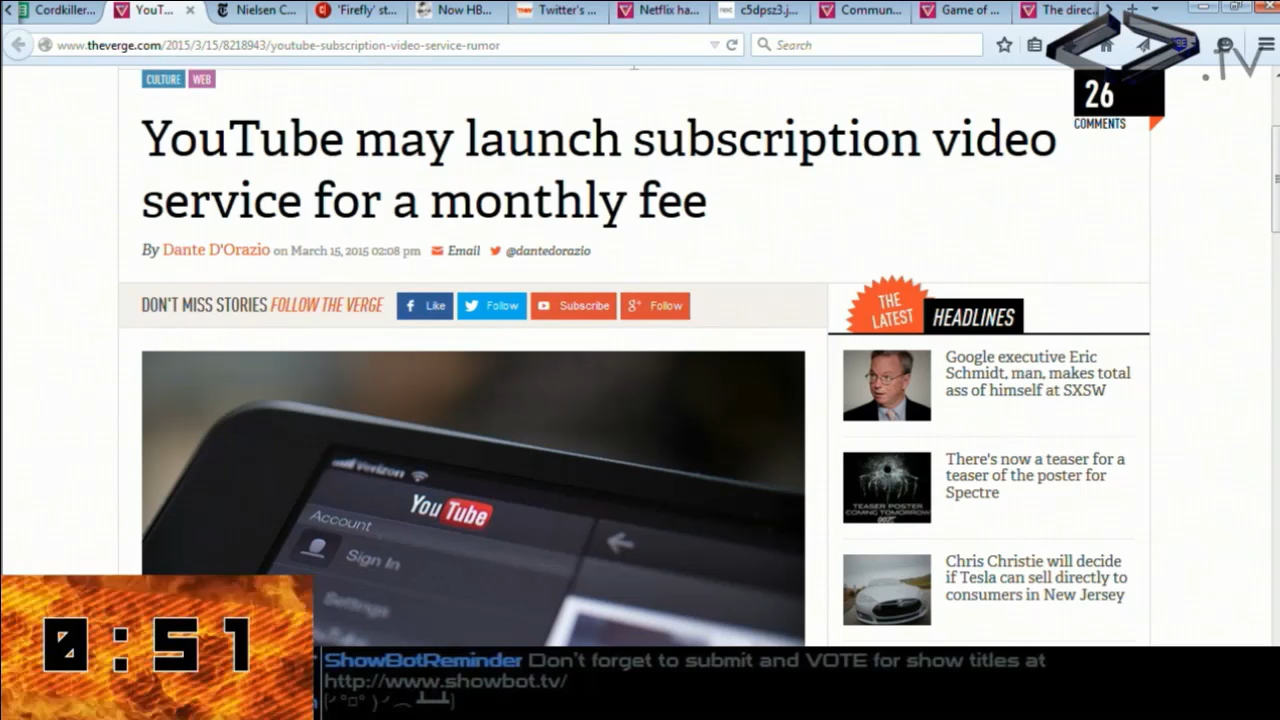 Cordkiller...
YouT...
Nielsen C...
'Firefly' st...
Now HB...
Twitter's ...
Netflix ha...
c5dpsz3.j...
Commun...
Game of ...
The direc...
www.theverge.com/2015/3/15/8218943/youtube-subscription-video-service-rumor
Search
.TV
CULTURE WEB
26
COMMENTS
YouTube may launch subscription video
service for a monthly fee
By Dante D'Orazio on March 15, 2015 02:08 pm Email @dantedorazio
DON'T MISS STORIES FOLLOW THE VERGE
Like
Follow
Subscribe
Follow
THE
LATEST
HEADLINES
Google executive Eric
Schmidt, man, makes total
ass of himself at SXSW
There's now a teaser for a
teaser of the poster for
Spectre
TEASER POSTER
COMING TOMORROW
007
Chris Christie will decide
if Tesla can sell directly to
consumers in New Jersey
Verizon
YouTube
Account
Sign In
Settings
0:51
ShowBotReminder Don't forget to submit and VOTE for show titles at
http://www.showbot.tv/